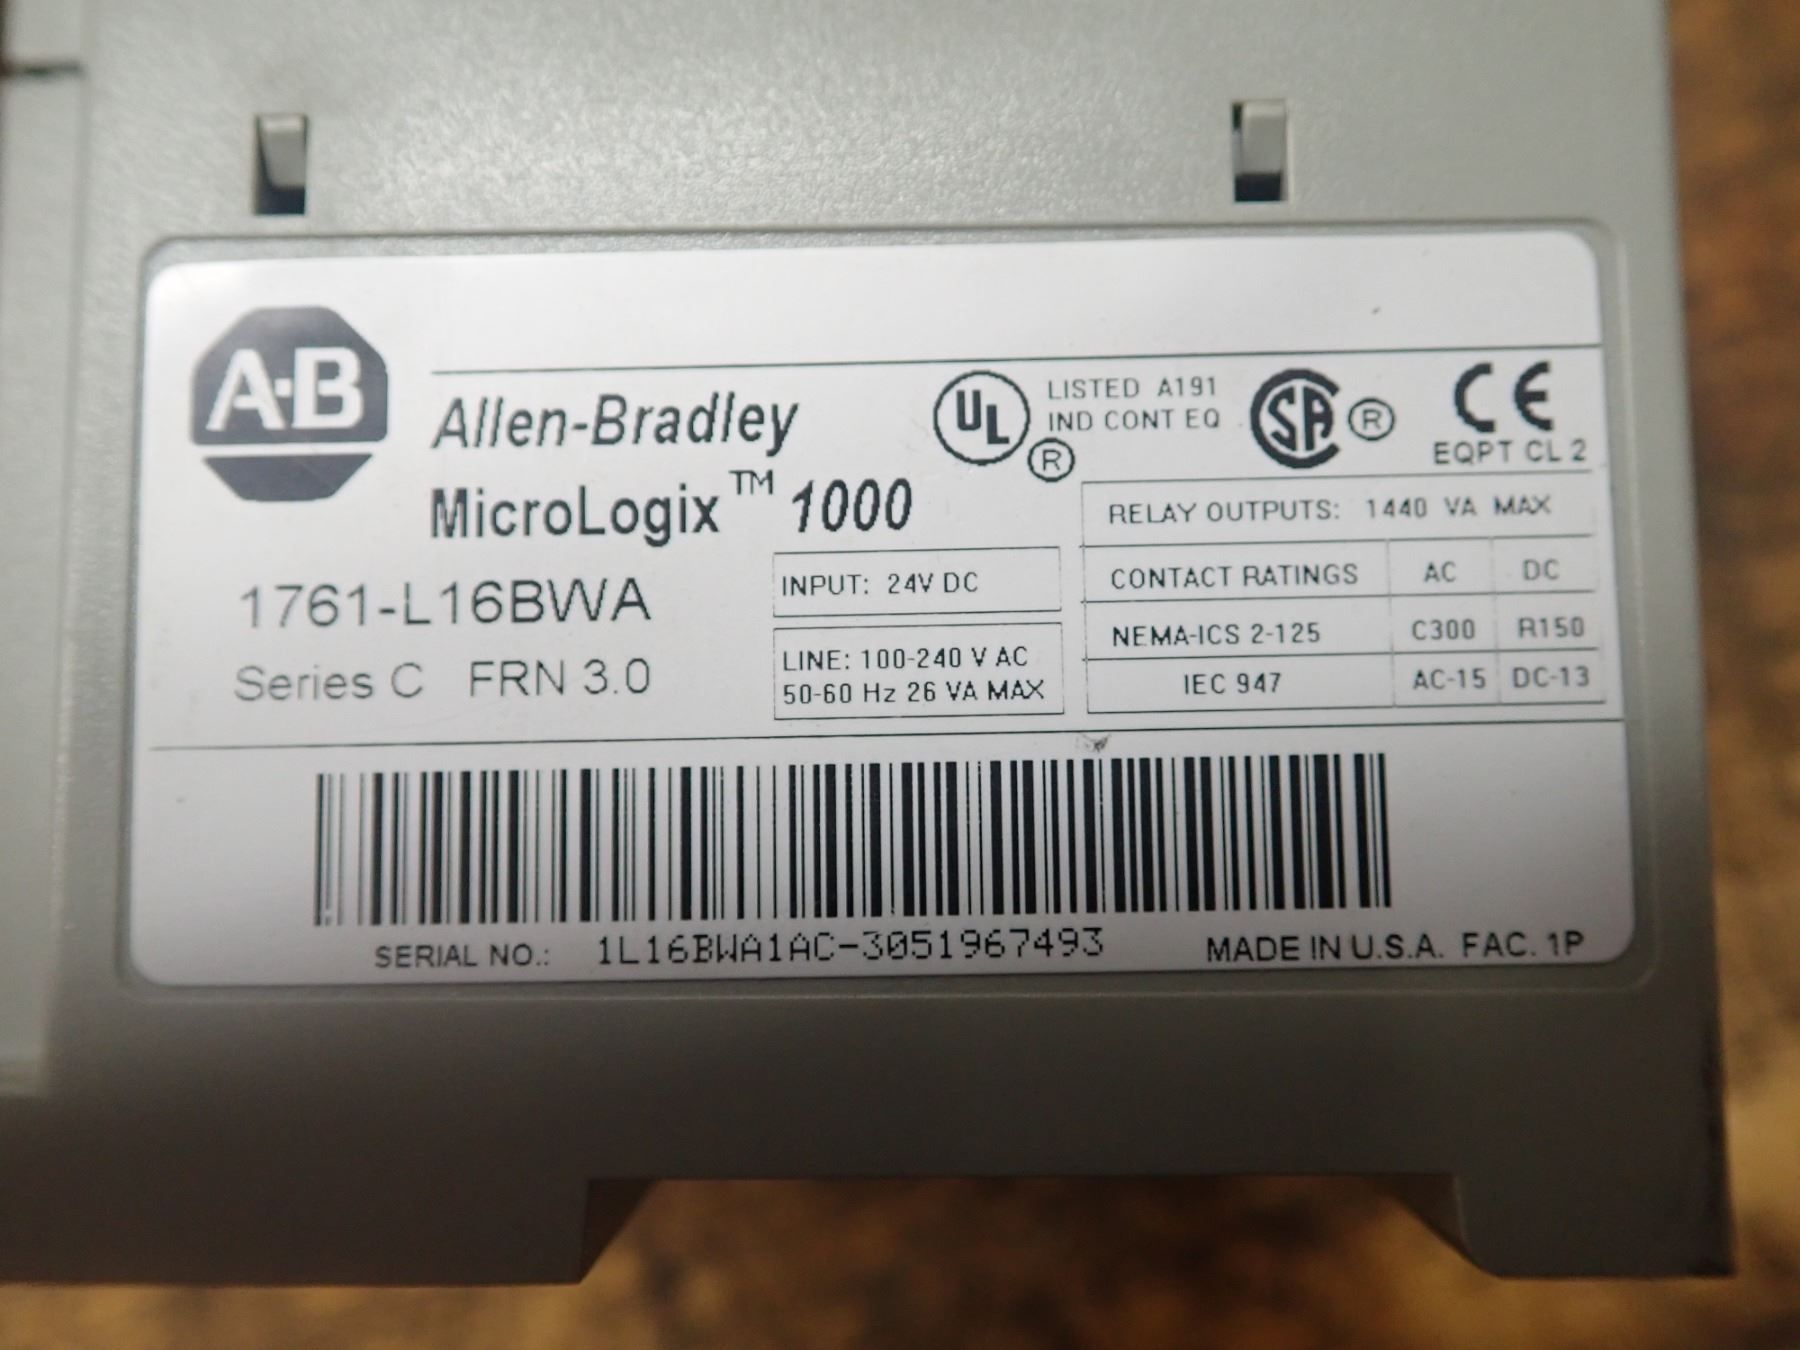 A-B
Allen-Bradley
MicroLogix™ 1000
1761-L16BWA
Series C FRN 3.0
UL
®
LISTED A191
IND CONT EQ
SA ®
CE
EQPT CL 2
INPUT: 24V DC
LINE: 100-240 V AC
50-60 Hz 26 VA MAX
RELAY OUTPUTS: 1440 VA MAX
CONTACT RATINGS AC DC
NEMA-ICS 2-125 C300 R150
IEC 947 AC-15 DC-13
SERIAL NO.: 1L16BWA1AC-3051967493
MADE IN U.S.A. FAC. 1P